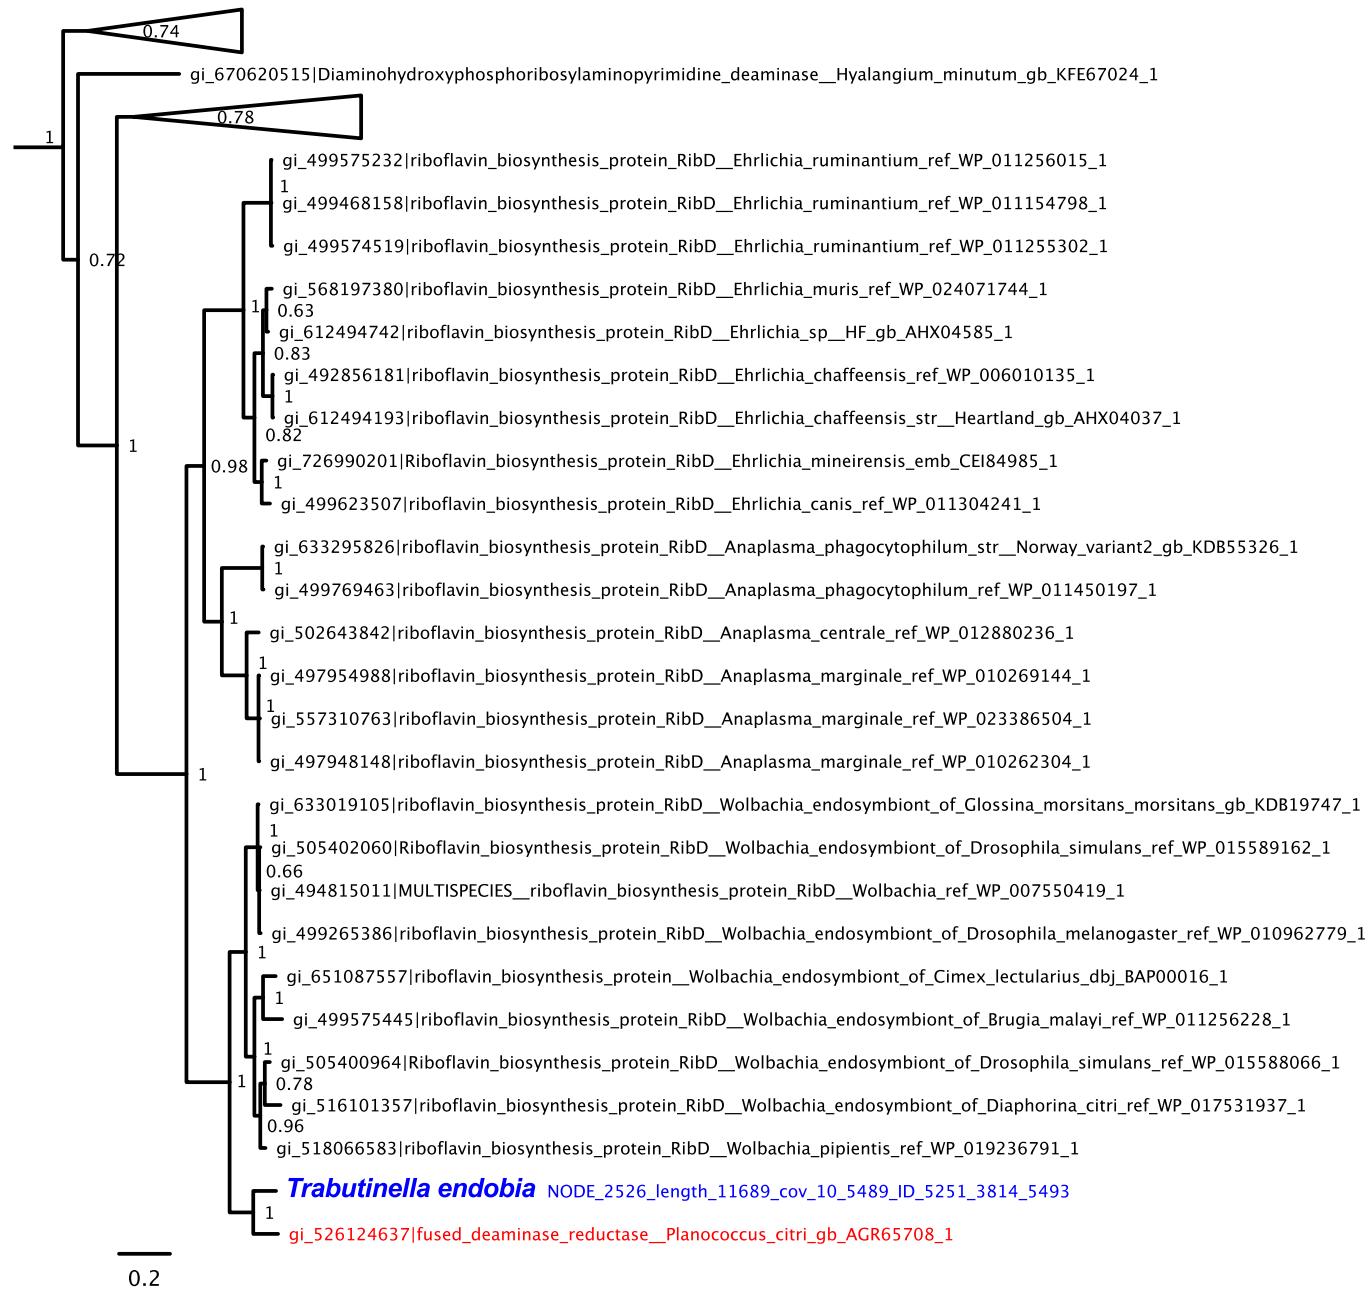 0.74
gi_670620515|Diaminohydroxyphosphoribosylaminopyrimidine_deaminase__Hyalangium_minutum_gb_KFE67024_1
0.78
1
gi_499575232|riboflavin_biosynthesis_protein_RibD__Ehrlichia_ruminantium_ref_WP_011256015_1
1
gi_499468158|riboflavin_biosynthesis_protein_RibD__Ehrlichia_ruminantium_ref_WP_011154798_1
gi_499574519|riboflavin_biosynthesis_protein_RibD__Ehrlichia_ruminantium_ref_WP_011255302_1
0.72
gi_568197380|riboflavin_biosynthesis_protein_RibD__Ehrlichia_muris_ref_WP_024071744_1
1
0.63
gi_612494742|riboflavin_biosynthesis_protein_RibD__Ehrlichia_sp__HF_gb_AHX04585_1
0.83
gi_492856181|riboflavin_biosynthesis_protein_RibD__Ehrlichia_chaffeensis_ref_WP_006010135_1
1
gi_612494193|riboflavin_biosynthesis_protein_RibD__Ehrlichia_chaffeensis_str__Heartland_gb_AHX04037_1
0.82
1
gi_726990201|Riboflavin_biosynthesis_protein_RibD__Ehrlichia_mineirensis_emb_CEI84985_1
0.98
1
gi_499623507|riboflavin_biosynthesis_protein_RibD__Ehrlichia_canis_ref_WP_011304241_1
gi_633295826|riboflavin_biosynthesis_protein_RibD__Anaplasma_phagocytophilum_str__Norway_variant2_gb_KDB55326_1
1
gi_499769463|riboflavin_biosynthesis_protein_RibD__Anaplasma_phagocytophilum_ref_WP_011450197_1
1
gi_502643842|riboflavin_biosynthesis_protein_RibD__Anaplasma_centrale_ref_WP_012880236_1
1
gi_497954988|riboflavin_biosynthesis_protein_RibD__Anaplasma_marginale_ref_WP_010269144_1
1
gi_557310763|riboflavin_biosynthesis_protein_RibD__Anaplasma_marginale_ref_WP_023386504_1
gi_497948148|riboflavin_biosynthesis_protein_RibD__Anaplasma_marginale_ref_WP_010262304_1
1
gi_633019105|riboflavin_biosynthesis_protein_RibD__Wolbachia_endosymbiont_of_Glossina_morsitans_morsitans_gb_KDB19747_1
1
gi_505402060|Riboflavin_biosynthesis_protein_RibD__Wolbachia_endosymbiont_of_Drosophila_simulans_ref_WP_015589162_1
0.66
gi_494815011|MULTISPECIES__riboflavin_biosynthesis_protein_RibD__Wolbachia_ref_WP_007550419_1
gi_499265386|riboflavin_biosynthesis_protein_RibD__Wolbachia_endosymbiont_of_Drosophila_melanogaster_ref_WP_010962779_1
1
gi_651087557|riboflavin_biosynthesis_protein__Wolbachia_endosymbiont_of_Cimex_lectularius_dbj_BAP00016_1
1
gi_499575445|riboflavin_biosynthesis_protein_RibD__Wolbachia_endosymbiont_of_Brugia_malayi_ref_WP_011256228_1
1
gi_505400964|Riboflavin_biosynthesis_protein_RibD__Wolbachia_endosymbiont_of_Drosophila_simulans_ref_WP_015588066_1
1
0.78
gi_516101357|riboflavin_biosynthesis_protein_RibD__Wolbachia_endosymbiont_of_Diaphorina_citri_ref_WP_017531937_1
0.96
gi_518066583|riboflavin_biosynthesis_protein_RibD__Wolbachia_pipientis_ref_WP_019236791_1
Trabutinella endobia NODE_2526_length_11689_cov_10_5489_ID_5251_3814_5493
1
gi_526124637|fused_deaminase_reductase__Planococcus_citri_gb_AGR65708_1
0.2